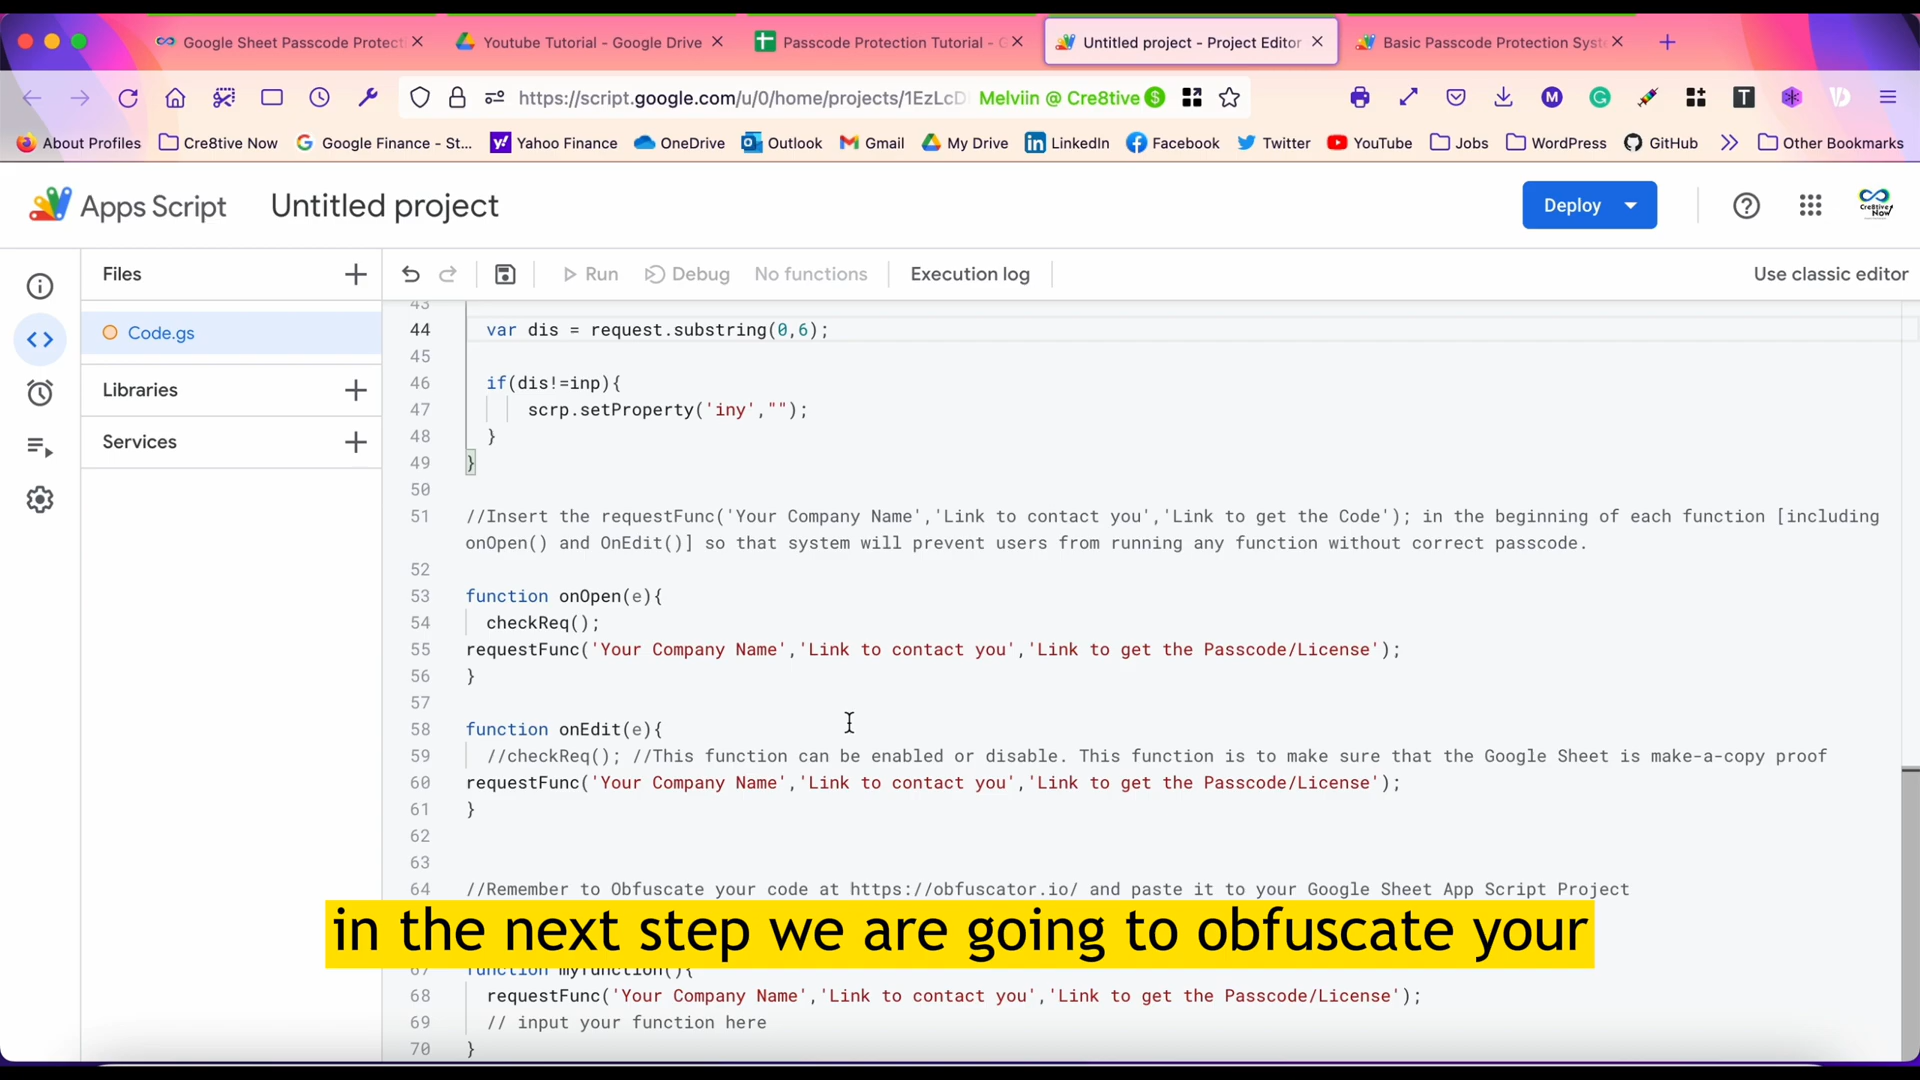 Google Sheet Passcode Protect
Youtube Tutorial - Google Drive
Passcode Protection Tutorial - G
Untitled project - Project Editor
Basic Passcode Protection Syst
https://script.google.com/u/0/home/projects/1EzLcD
Melviin @ Cre8tive
About Profiles
Cre8tive Now
Google Finance - St...
Yahoo Finance
OneDrive
Outlook
Gmail
My Drive
LinkedIn
Facebook
Twitter
YouTube
Jobs
WordPress
GitHub
Other Bookmarks
Apps Script
Untitled project
Deploy
Cre8tive Now
Files
Run
Debug
No functions
Execution log
Use classic editor
Code.gs
Libraries
Services
43
44 var dis = request.substring(0,6);
45
46 if(dis!=inp){
47 scrp.setProperty('iny',"");
48 }
49 }
50
51 //Insert the requestFunc('Your Company Name','Link to contact you','Link to get the Code'); in the beginning of each function [including
onOpen() and OnEdit()] so that system will prevent users from running any function without correct passcode.
52
53 function onOpen(e){
54 checkReq();
55 requestFunc('Your Company Name','Link to contact you','Link to get the Passcode/License');
56 }
57
58 function onEdit(e){
59 //checkReq(); //This function can be enabled or disable. This function is to make sure that the Google Sheet is make-a-copy proof
60 requestFunc('Your Company Name','Link to contact you','Link to get the Passcode/License');
61 }
62
63
64 //Remember to Obfuscate your code at https://obfuscator.io/ and paste it to your Google Sheet App Script Project
in the next step we are going to obfuscate your
67 function myfunction(){
68 requestFunc('Your Company Name','Link to contact you','Link to get the Passcode/License');
69 // input your function here
70 }